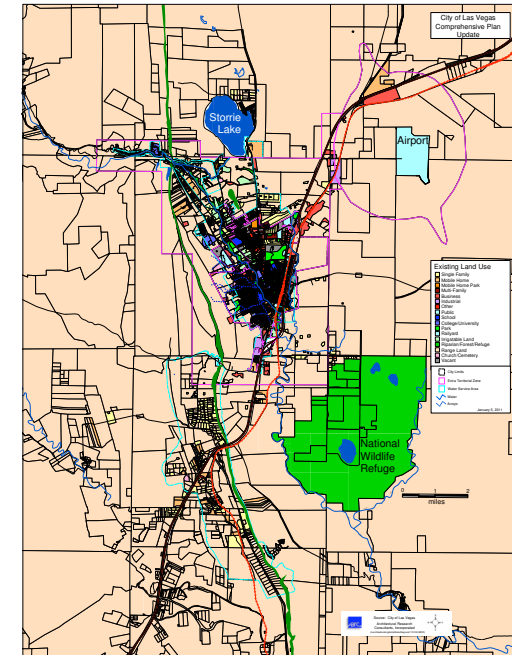 City of Las Vegas
Comprehensive Plan
Update
Storrie
Lake
Airport
Existing Land Use
Single Family
Mobile Home
Mobile Home Park
Multi-Family
Business
Industrial
Other
Public
School
College/University
Park
Railyard
Irrigatable Land
Riparian/Forest/Refuge
Range Land
Church/Cemetery
Vacant
City Limits
Extra Territorial Zone
Water Service Area
Water
Arroyo
January 5, 2011
National
Wildlife
Refuge
0 1 2
miles
Source: City of Las Vegas
Architectural Research
Consultants, Incorporated